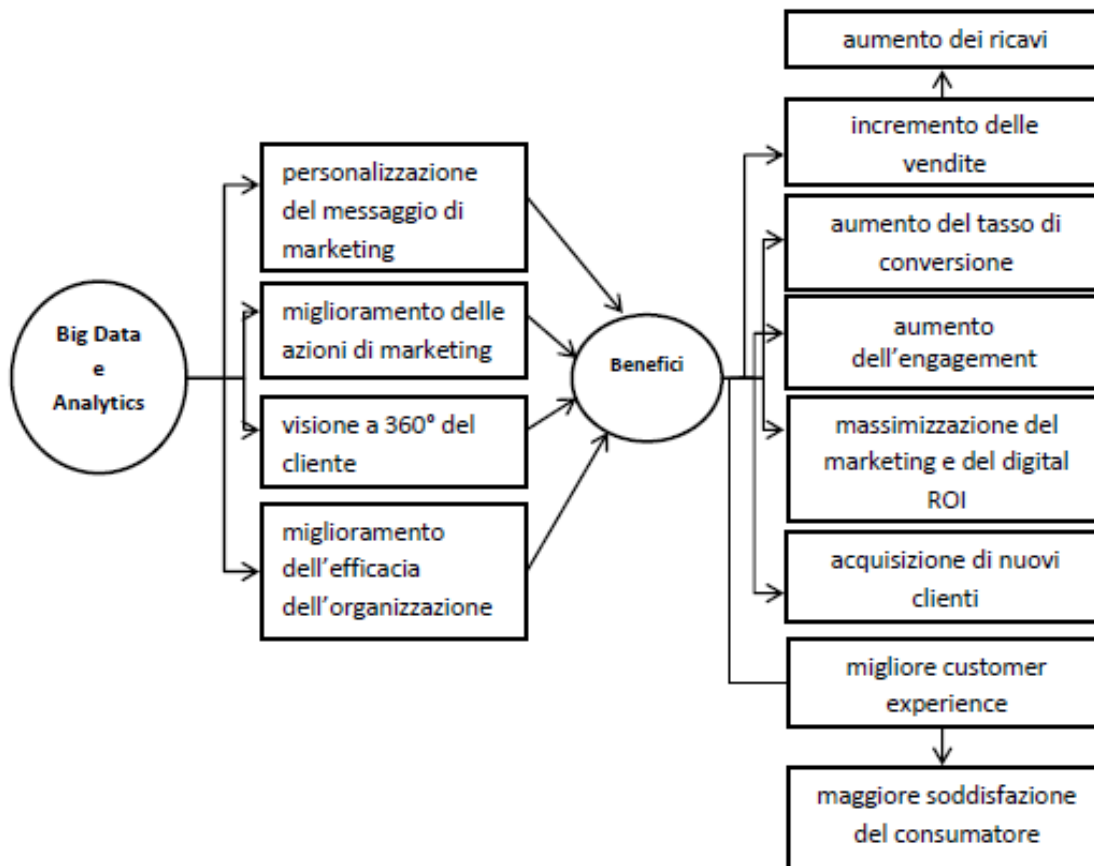 Big Data
e
Analytics
personalizzazione
del messaggio di
marketing
miglioramento delle
azioni di marketing
visione a 360° del
cliente
miglioramento
dell'efficacia
dell'organizzazione
Benefici
aumento dei ricavi
incremento delle
vendite
aumento del tasso di
conversione
aumento
dell'engagement
massimizzazione del
marketing e del digital
ROI
acquisizione di nuovi
clienti
migliore customer
experience
maggiore soddisfazione
del consumatore